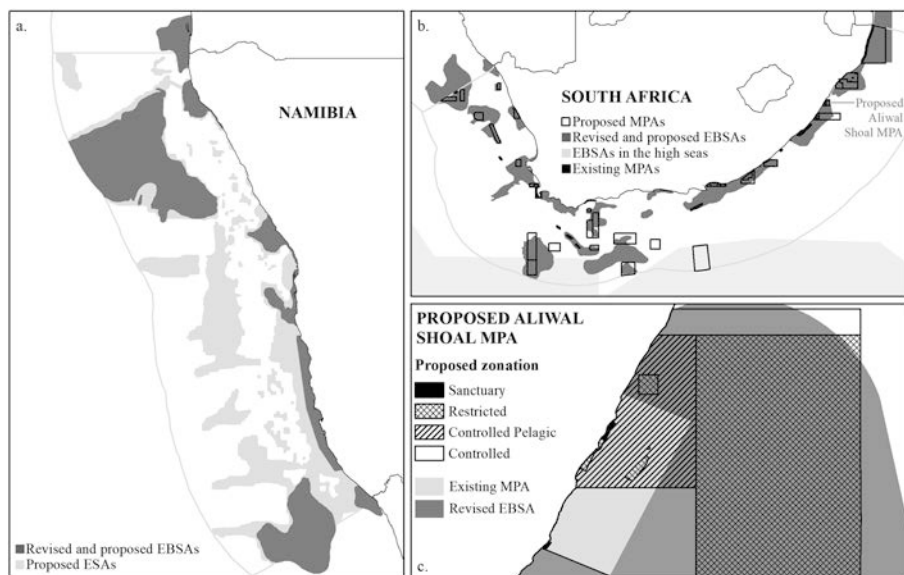 a.
NAMIBIA
Revised and proposed EBSAs
Proposed ESAs
b.
SOUTH AFRICA
Proposed MPAs
Revised and proposed EBSAs
EBSAs in the high seas
Existing MPAs
Proposed
Aliwal
Shoal MPA
PROPOSED ALIWAL
SHOAL MPA
Proposed zonation
Sanctuary
Restricted
Controlled Pelagic
Controlled
Existing MPA
Revised EBSA
c.